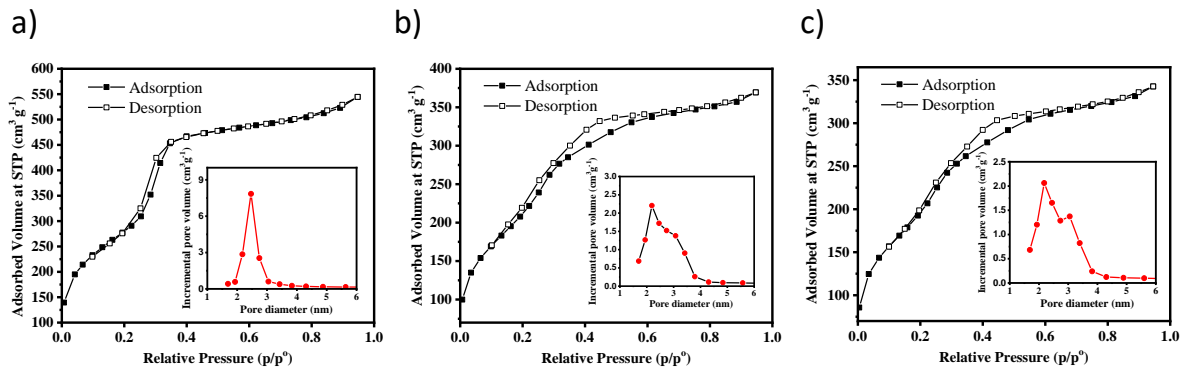 a)
Adsorbed Volume at STP (cm³ g⁻¹)
600
550
500
450
400
350
300
250
200
150
100
Adsorption
Desorption
Incremental pore volume (cm³g⁻¹)
9
6
3
0
1 2 3 4 5 6
Pore diameter (nm)
0.0 0.2 0.4 0.6 0.8 1.0
Relative Pressure (p/pº)
b)
Adsorbed Volume at STP (cm³ g⁻¹)
400
350
300
250
200
150
100
Adsorption
Desorption
Incremental pore volume (cm³g⁻¹)
3.0
2.5
2.0
1.5
1.0
0.5
0.0
1 2 3 4 5 6
Pore diameter (nm)
0.0 0.2 0.4 0.6 0.8 1.0
Relative Pressure (p/pº)
c)
Adsorbed Volume at STP (cm³ g⁻¹)
350
300
250
200
150
100
Adsorption
Desorption
Incremental pore volume (cm³g⁻¹)
2.5
2.0
1.5
1.0
0.5
0.0
1 2 3 4 5 6
Pore diameter (nm)
0.0 0.2 0.4 0.6 0.8 1.0
Relative Pressure (p/pº)